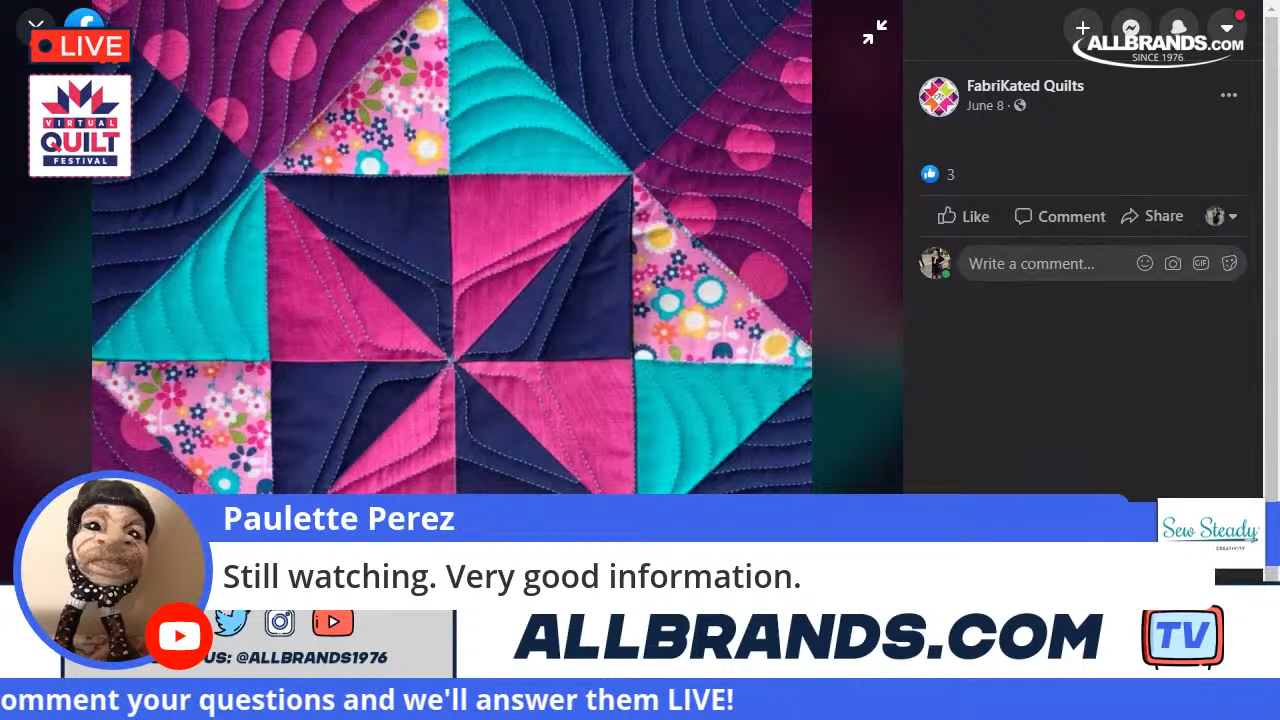 LIVE
VIRTUAL
QUILT
FESTIVAL
ALLBRANDS.COM
SINCE 1976
FabriKated Quilts
June 8
3
Like
Comment
Share
Write a comment...
GIF
Paulette Perez
Still watching. Very good information.
Sew Steady
CREATIVITY
US: @ALLBRANDS1976
ALLBRANDS.COM
TV
omment your questions and we'll answer them LIVE!